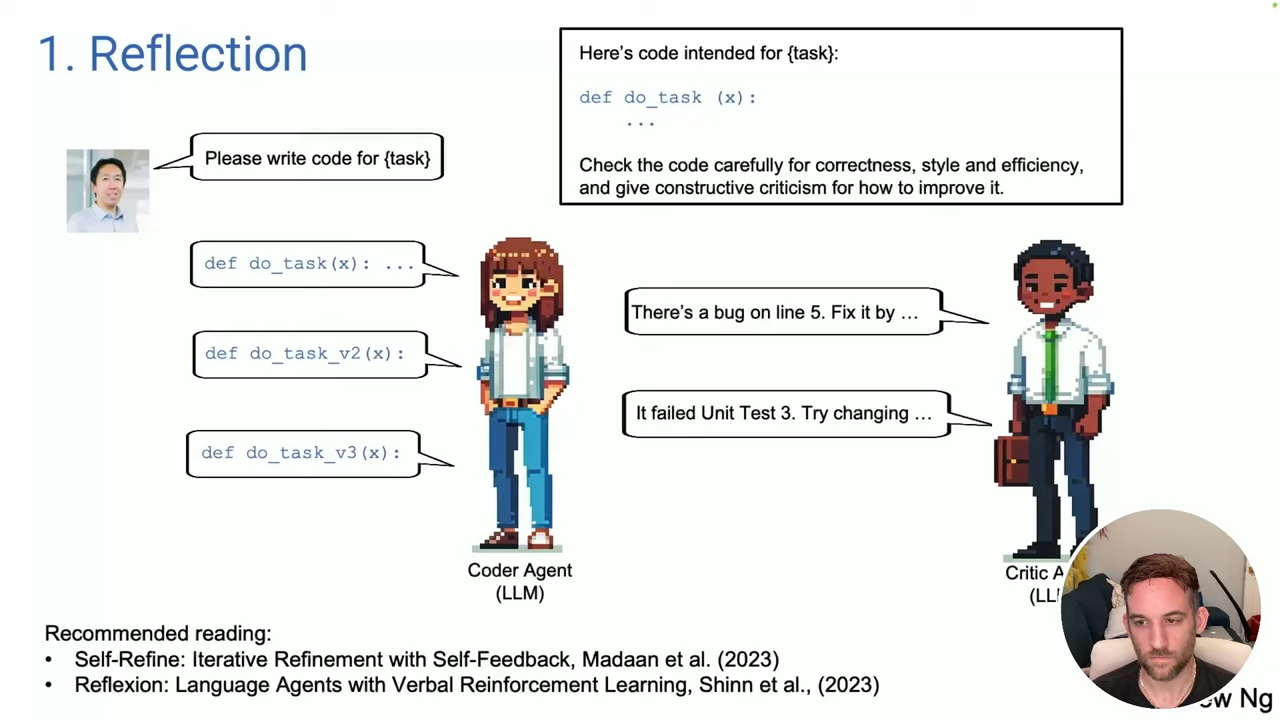 1. Reflection
Here's code intended for {task}:
def do_task (x):
...
Check the code carefully for correctness, style and efficiency,
and give constructive criticism for how to improve it.
Please write code for {task}
def do_task(x): ...
There's a bug on line 5. Fix it by ...
def do_task_v2(x):
It failed Unit Test 3. Try changing ...
def do_task_v3(x):
Coder Agent
(LLM)
Critic
Recommended reading:
• Self-Refine: Iterative Refinement with Self-Feedback, Madaan et al. (2023)
• Reflexion: Language Agents with Verbal Reinforcement Learning, Shinn et al., (2023)
Ng